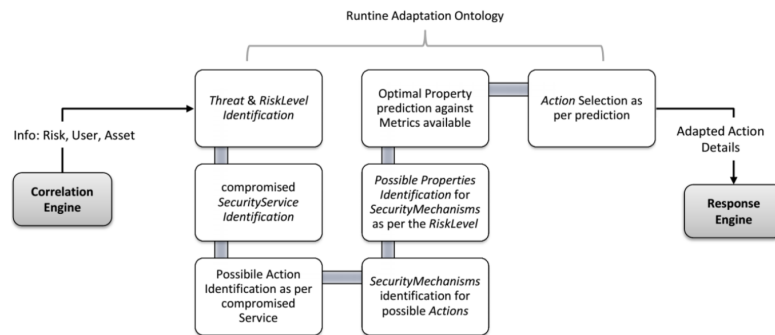 Runtine Adaptation Ontology
Threat & RiskLevel
Identification
Optimal Property
prediction against
Metrics available
Action Selection as
per prediction
Info: Risk, User, Asset
Adapted Action
Details
Correlation
Engine
compromised
SecurityService
Identification
Possible Properties
Identification for
SecurityMechanisms
as per the RiskLevel
Response
Engine
Possibile Action
Identification as per
compromised
Service
SecurityMechanisms
identification for
possible Actions